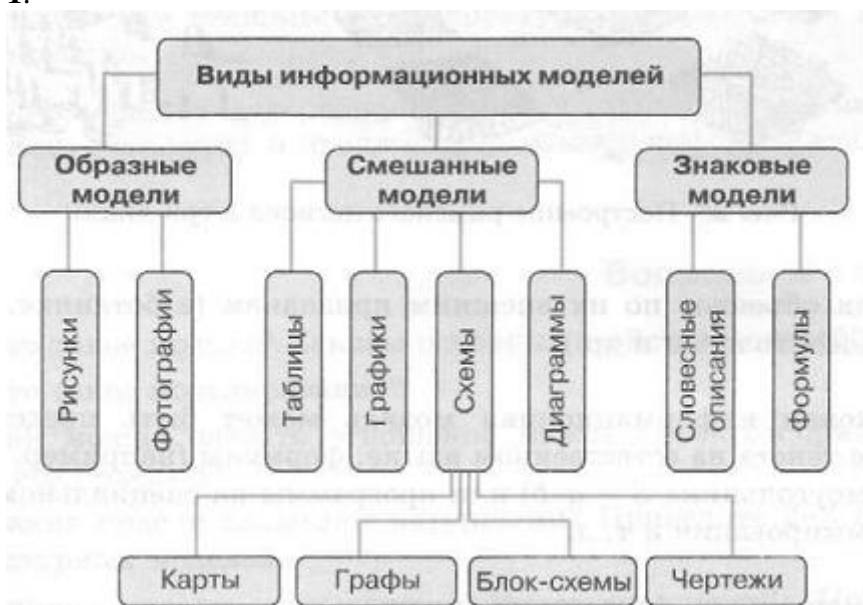 1.
Виды информационных моделей
Образные
модели
Смешанные
модели
Знаковые
модели
Рисунки
Фотографии
Таблицы
Графики
Схемы
Диаграммы
Словесные
описания
Формулы
Карты
Графы
Блок-схемы
Чертежи